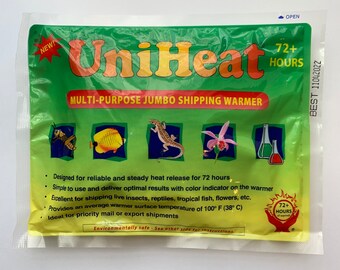 OPEN
NEW!
UniHeat
72+
HOURS
MULTI-PURPOSE JUMBO SHIPPING WARMER
BEST 11042022
• Designed for reliable and steady heat release for 72 hours
• Simple to use and deliver optimal results with color indicator on the warmer
• Excellent for shipping live insects, reptiles, tropical fish, flowers, etc.
• Provides an average warmer surface temperature of 100° F (38° C)
• Ideal for priority mail or export shipments
72+
HOURS
Environmentally safe